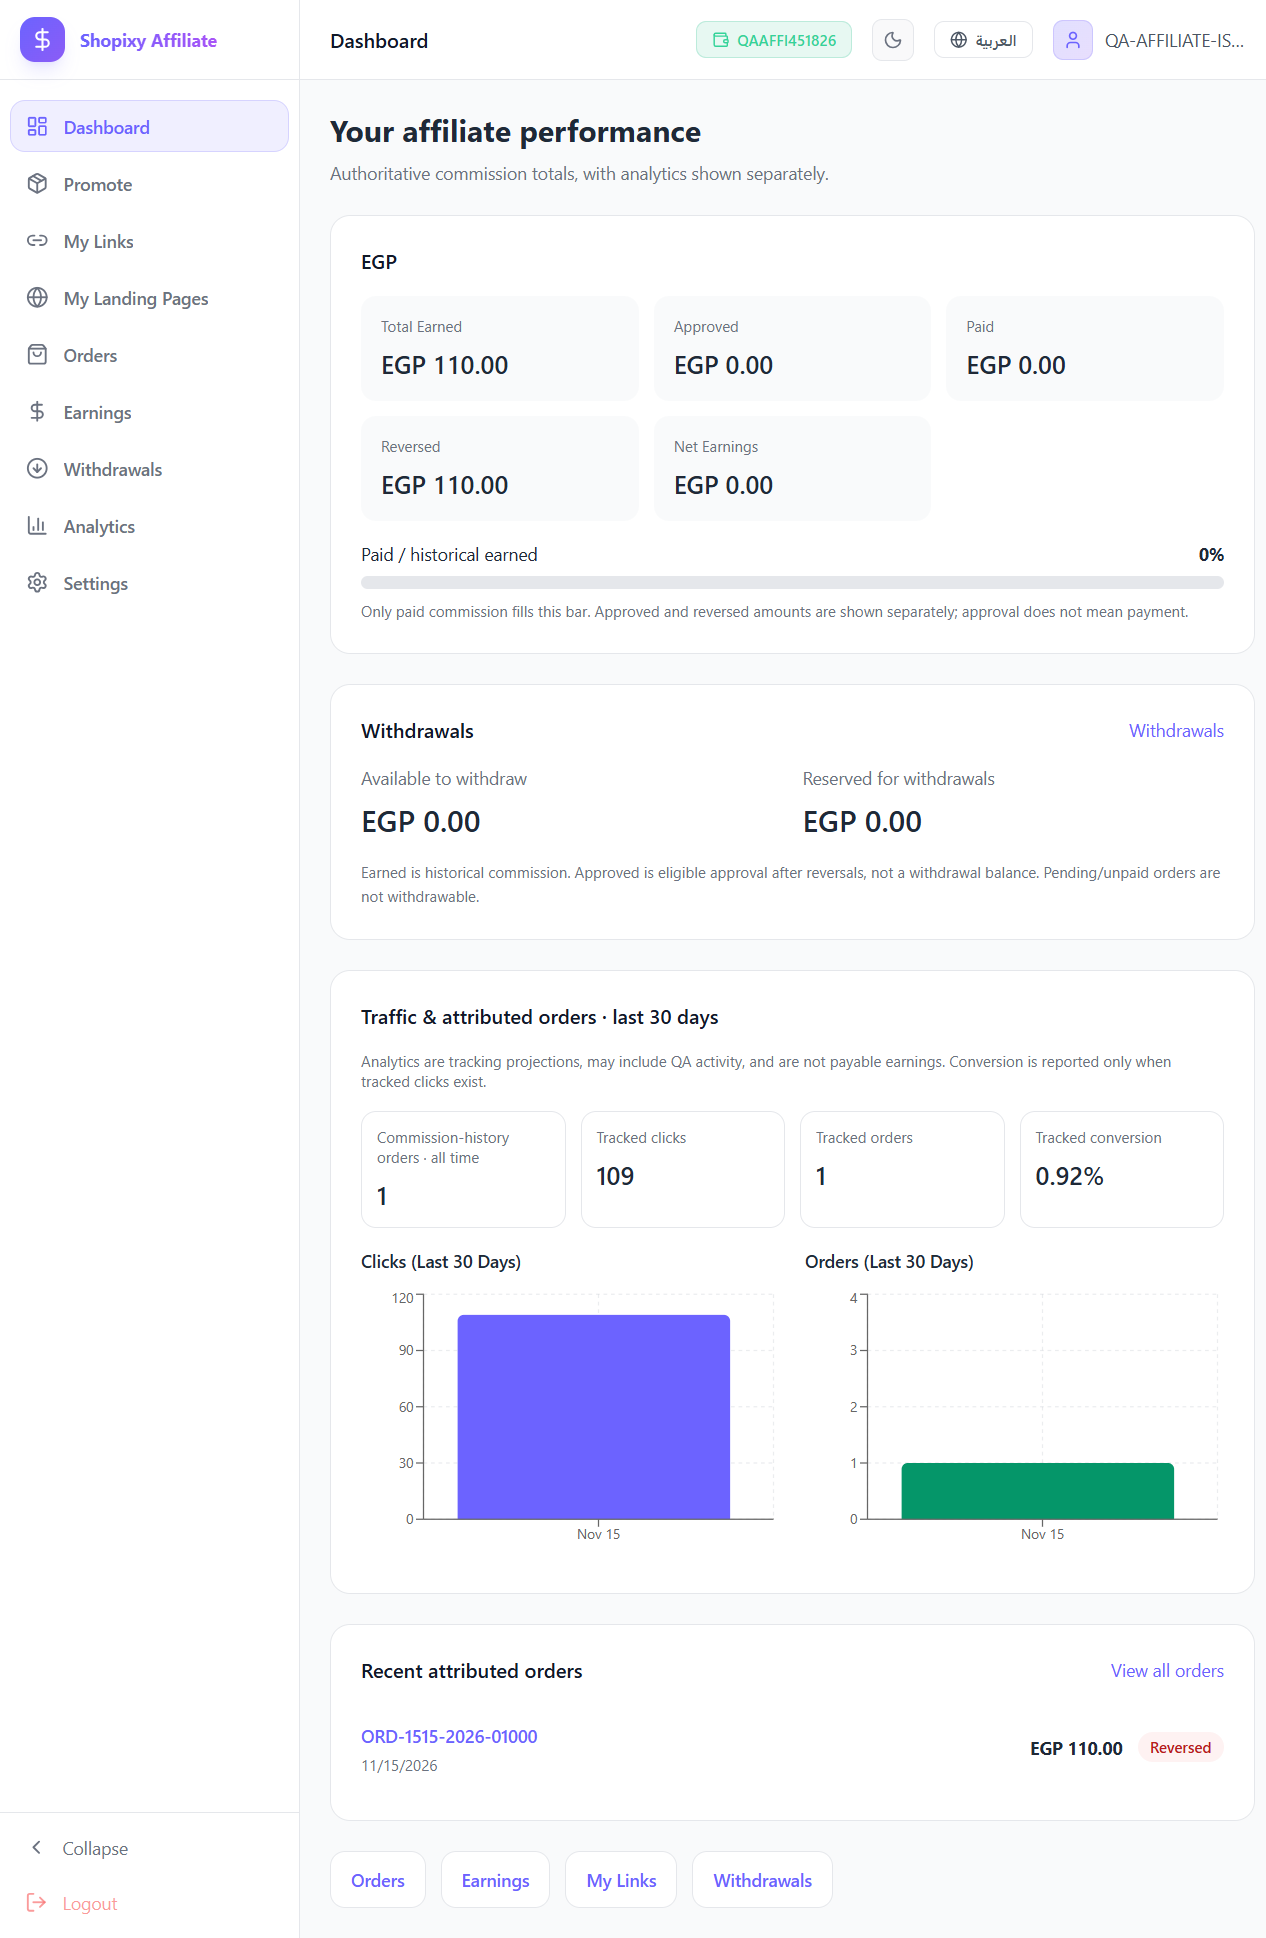 Shopixy Affiliate
Dashboard
QAAFFI451826
العربية
QA-AFFILIATE-IS...
Dashboard
Promote
My Links
My Landing Pages
Orders
Earnings
Withdrawals
Analytics
Settings
Collapse
Logout
Your affiliate performance
Authoritative commission totals, with analytics shown separately.
EGP
Total Earned
EGP 110.00
Approved
EGP 0.00
Paid
EGP 0.00
Reversed
EGP 110.00
Net Earnings
EGP 0.00
Paid / historical earned
0%
Only paid commission fills this bar. Approved and reversed amounts are shown separately; approval does not mean payment.
Withdrawals
Withdrawals
Available to withdraw
EGP 0.00
Reserved for withdrawals
EGP 0.00
Earned is historical commission. Approved is eligible approval after reversals, not a withdrawal balance. Pending/unpaid orders are
not withdrawable.
Traffic & attributed orders · last 30 days
Analytics are tracking projections, may include QA activity, and are not payable earnings. Conversion is reported only when
tracked clicks exist.
Commission-history
orders · all time
1
Tracked clicks
109
Tracked orders
1
Tracked conversion
0.92%
Clicks (Last 30 Days)
120
90
60
30
0
Nov 15
Orders (Last 30 Days)
4
3
2
1
0
Nov 15
Recent attributed orders
View all orders
ORD-1515-2026-01000
11/15/2026
EGP 110.00
Reversed
Orders
Earnings
My Links
Withdrawals